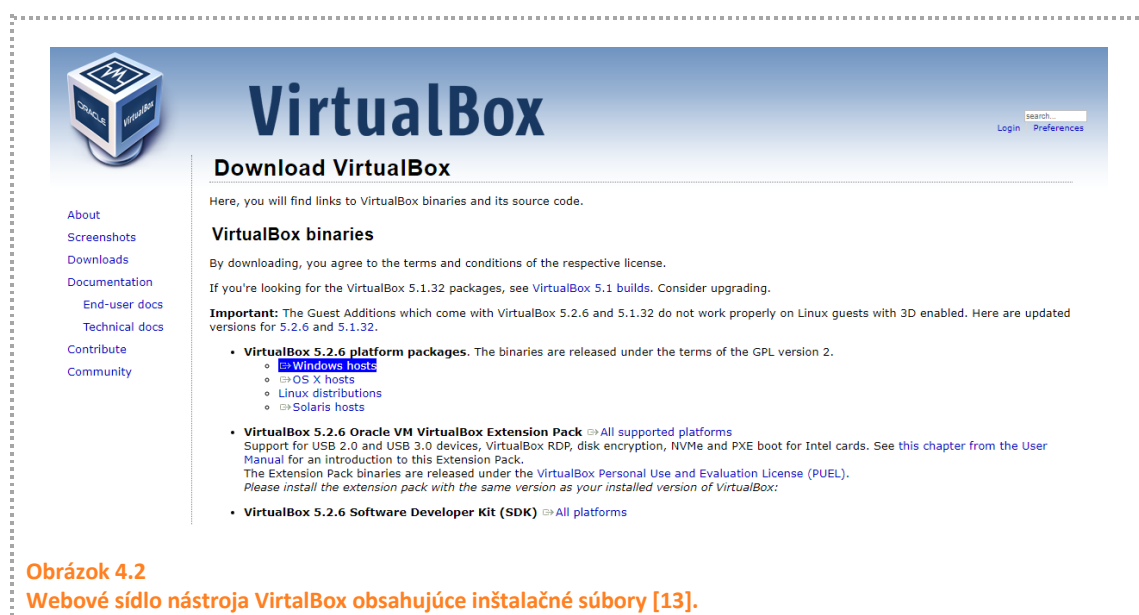 ORACLE
VirtualBox
VirtualBox
search...
Login Preferences
Download VirtualBox
Here, you will find links to VirtualBox binaries and its source code.
About
Screenshots
Downloads
Documentation
End-user docs
Technical docs
Contribute
Community
VirtualBox binaries
By downloading, you agree to the terms and conditions of the respective license.
If you're looking for the VirtualBox 5.1.32 packages, see VirtualBox 5.1 builds. Consider upgrading.
Important: The Guest Additions which come with VirtualBox 5.2.6 and 5.1.32 do not work properly on Linux guests with 3D enabled. Here are updated
versions for 5.2.6 and 5.1.32.
• VirtualBox 5.2.6 platform packages. The binaries are released under the terms of the GPL version 2.
Windows hosts
OS X hosts
Linux distributions
Solaris hosts
• VirtualBox 5.2.6 Oracle VM VirtualBox Extension Pack All supported platforms
Support for USB 2.0 and USB 3.0 devices, VirtualBox RDP, disk encryption, NVMe and PXE boot for Intel cards. See this chapter from the User
Manual for an introduction to this Extension Pack.
The Extension Pack binaries are released under the VirtualBox Personal Use and Evaluation License (PUEL).
Please install the extension pack with the same version as your installed version of VirtualBox:
• VirtualBox 5.2.6 Software Developer Kit (SDK) All platforms
Obrázok 4.2
Webové sídlo nástroja VirtalBox obsahujúce inštalačné súbory [13].